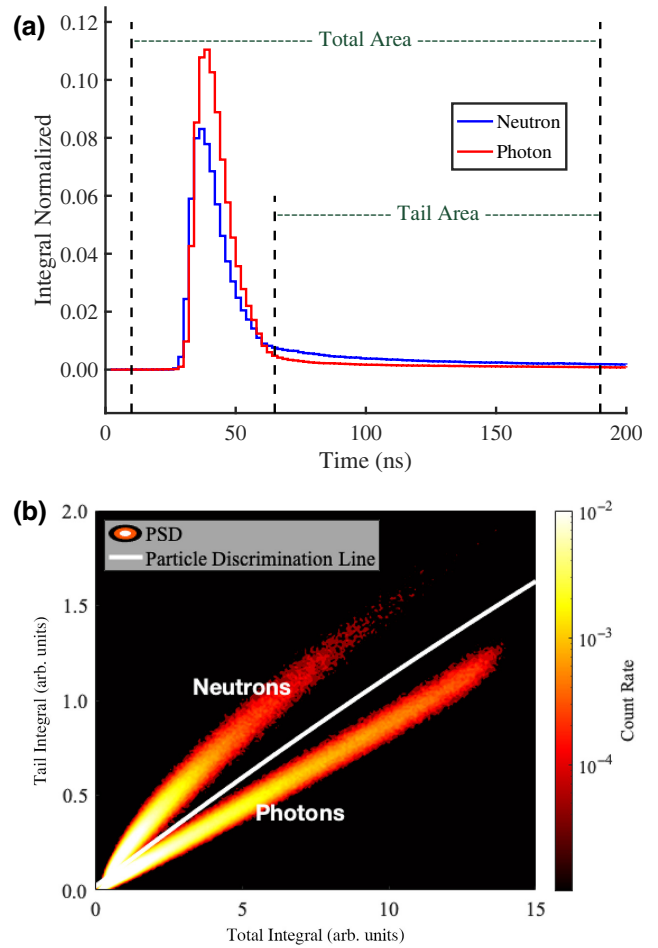 (a)
0.12
0.10
0.08
0.06
0.04
0.02
0.00
Integral Normalized
Total Area
Neutron
Photon
Tail Area
0
50
100
150
200
Time (ns)
(b)
2.0
1.5
1.0
0.5
0.0
Tail Integral (arb. units)
PSD
Particle Discrimination Line
Neutrons
Photons
0
5
10
15
Total Integral (arb. units)
10⁻²
10⁻³
10⁻⁴
Count Rate